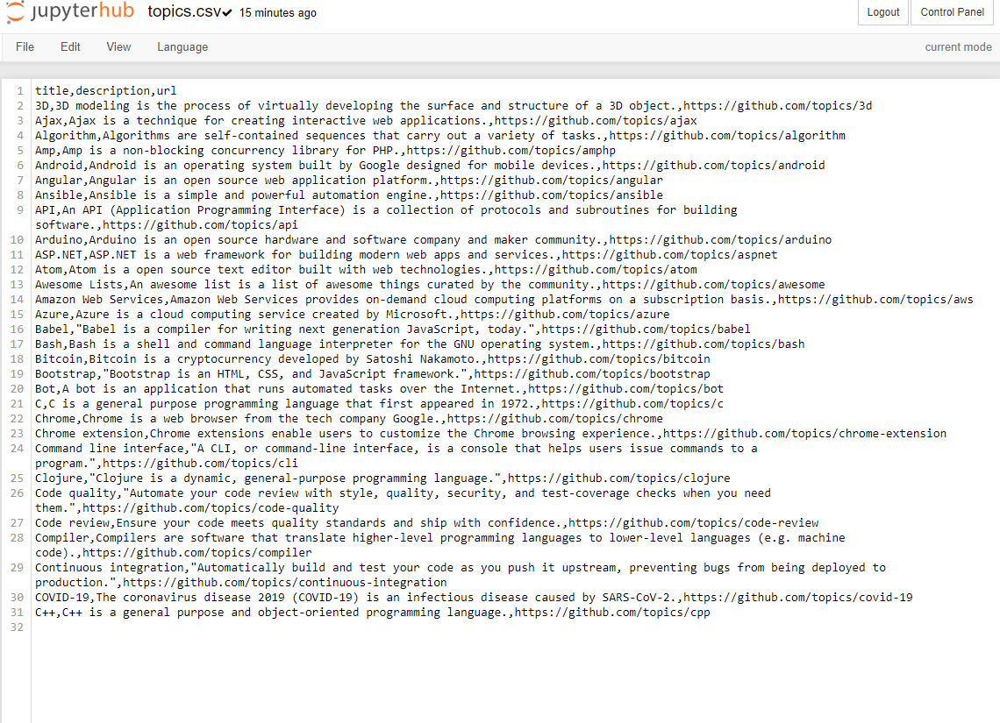 jupyterhub topics.csv✔ 15 minutes ago Logout Control Panel
File Edit View Language current mode
1 title,description,url
2 3D,3D modeling is the process of virtually developing the surface and structure of a 3D object.,https://github.com/topics/3d
3 Ajax,Ajax is a technique for creating interactive web applications.,https://github.com/topics/ajax
4 Algorithm,Algorithms are self-contained sequences that carry out a variety of tasks.,https://github.com/topics/algorithm
5 Amp,Amp is a non-blocking concurrency library for PHP.,https://github.com/topics/amphp
6 Android,Android is an operating system built by Google designed for mobile devices.,https://github.com/topics/android
7 Angular,Angular is an open source web application platform.,https://github.com/topics/angular
8 Ansible,Ansible is a simple and powerful automation engine.,https://github.com/topics/ansible
9 API,An API (Application Programming Interface) is a collection of protocols and subroutines for building
software.,https://github.com/topics/api
10 Arduino,Arduino is an open source hardware and software company and maker community.,https://github.com/topics/arduino
11 ASP.NET,ASP.NET is a web framework for building modern web apps and services.,https://github.com/topics/aspnet
12 Atom,Atom is a open source text editor built with web technologies.,https://github.com/topics/atom
13 Awesome Lists,An awesome list is a list of awesome things curated by the community.,https://github.com/topics/awesome
14 Amazon Web Services,Amazon Web Services provides on-demand cloud computing platforms on a subscription basis.,https://github.com/topics/aws
15 Azure,Azure is a cloud computing service created by Microsoft.,https://github.com/topics/azure
16 Babel,"Babel is a compiler for writing next generation JavaScript, today.",https://github.com/topics/babel
17 Bash,Bash is a shell and command language interpreter for the GNU operating system.,https://github.com/topics/bash
18 Bitcoin,Bitcoin is a cryptocurrency developed by Satoshi Nakamoto.,https://github.com/topics/bitcoin
19 Bootstrap,"Bootstrap is an HTML, CSS, and JavaScript framework.",https://github.com/topics/bootstrap
20 Bot,A bot is an application that runs automated tasks over the Internet.,https://github.com/topics/bot
21 C,C is a general purpose programming language that first appeared in 1972.,https://github.com/topics/c
22 Chrome,Chrome is a web browser from the tech company Google.,https://github.com/topics/chrome
23 Chrome extension,Chrome extensions enable users to customize the Chrome browsing experience.,https://github.com/topics/chrome-extension
24 Command line interface,"A CLI, or command-line interface, is a console that helps users issue commands to a
program.",https://github.com/topics/cli
25 Clojure,"Clojure is a dynamic, general-purpose programming language.",https://github.com/topics/clojure
26 Code quality,"Automate your code review with style, quality, security, and test-coverage checks when you need
them.",https://github.com/topics/code-quality
27 Code review,Ensure your code meets quality standards and ship with confidence.,https://github.com/topics/code-review
28 Compiler,Compilers are software that translate higher-level programming languages to lower-level languages (e.g. machine
code).,https://github.com/topics/compiler
29 Continuous integration,"Automatically build and test your code as you push it upstream, preventing bugs from being deployed to
production.",https://github.com/topics/continuous-integration
30 COVID-19,The coronavirus disease 2019 (COVID-19) is an infectious disease caused by SARS-CoV-2.,https://github.com/topics/covid-19
31 C++,C++ is a general purpose and object-oriented programming language.,https://github.com/topics/cpp
32